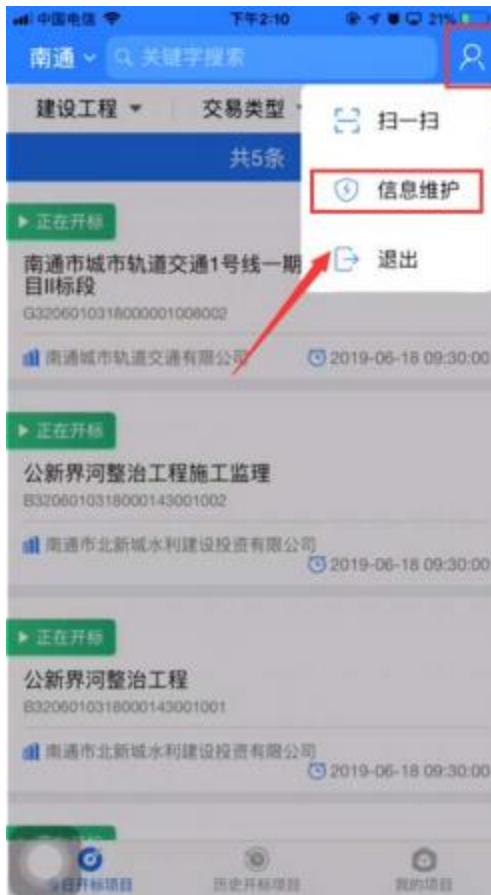 中国电信 下午2:10 21%
南通 关键字搜索
建设工程 交易类型
扫一扫
共5条
信息维护
正在开标
退出
南通市城市轨道交通1号线一期
目II标段
G3206010318000001008002
南通城市轨道交通有限公司 2019-06-18 09:30:00
正在开标
公新界河整治工程施工监理
B3206010318000143001002
南通市北新城水利建设投资有限公司
2019-06-18 09:30:00
正在开标
公新界河整治工程
B3206010318000143001001
南通市北新城水利建设投资有限公司
2019-06-18 09:30:00
日开标项目 历史开标项目 我的项目